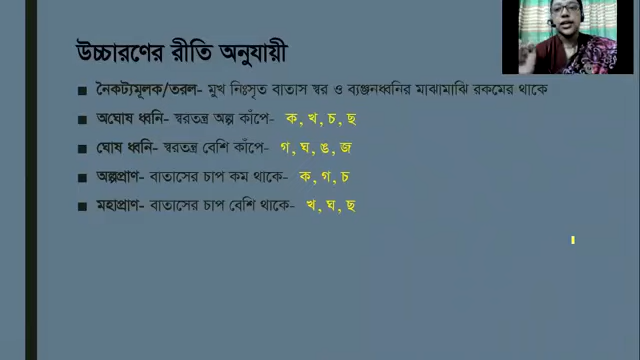 উচ্চারণের রীতি অনুযায়ী
নৈকট্যমূলক/তরল- মুখ নিঃসৃত বাতাস স্বর ও ব্যঞ্জনধ্বনির মাঝামাঝি রকমের থাকে
অঘোষ ধ্বনি- স্বরতন্ত্র অল্প কাঁপে- ক, খ, চ, ছ
ঘোষ ধ্বনি- স্বরতন্ত্র বেশি কাঁপে- গ, ঘ, ঙ, জ
অল্পপ্রাণ- বাতাসের চাপ কম থাকে- ক, গ, চ
মহাপ্রাণ- বাতাসের চাপ বেশি থাকে- খ, ঘ, ছ